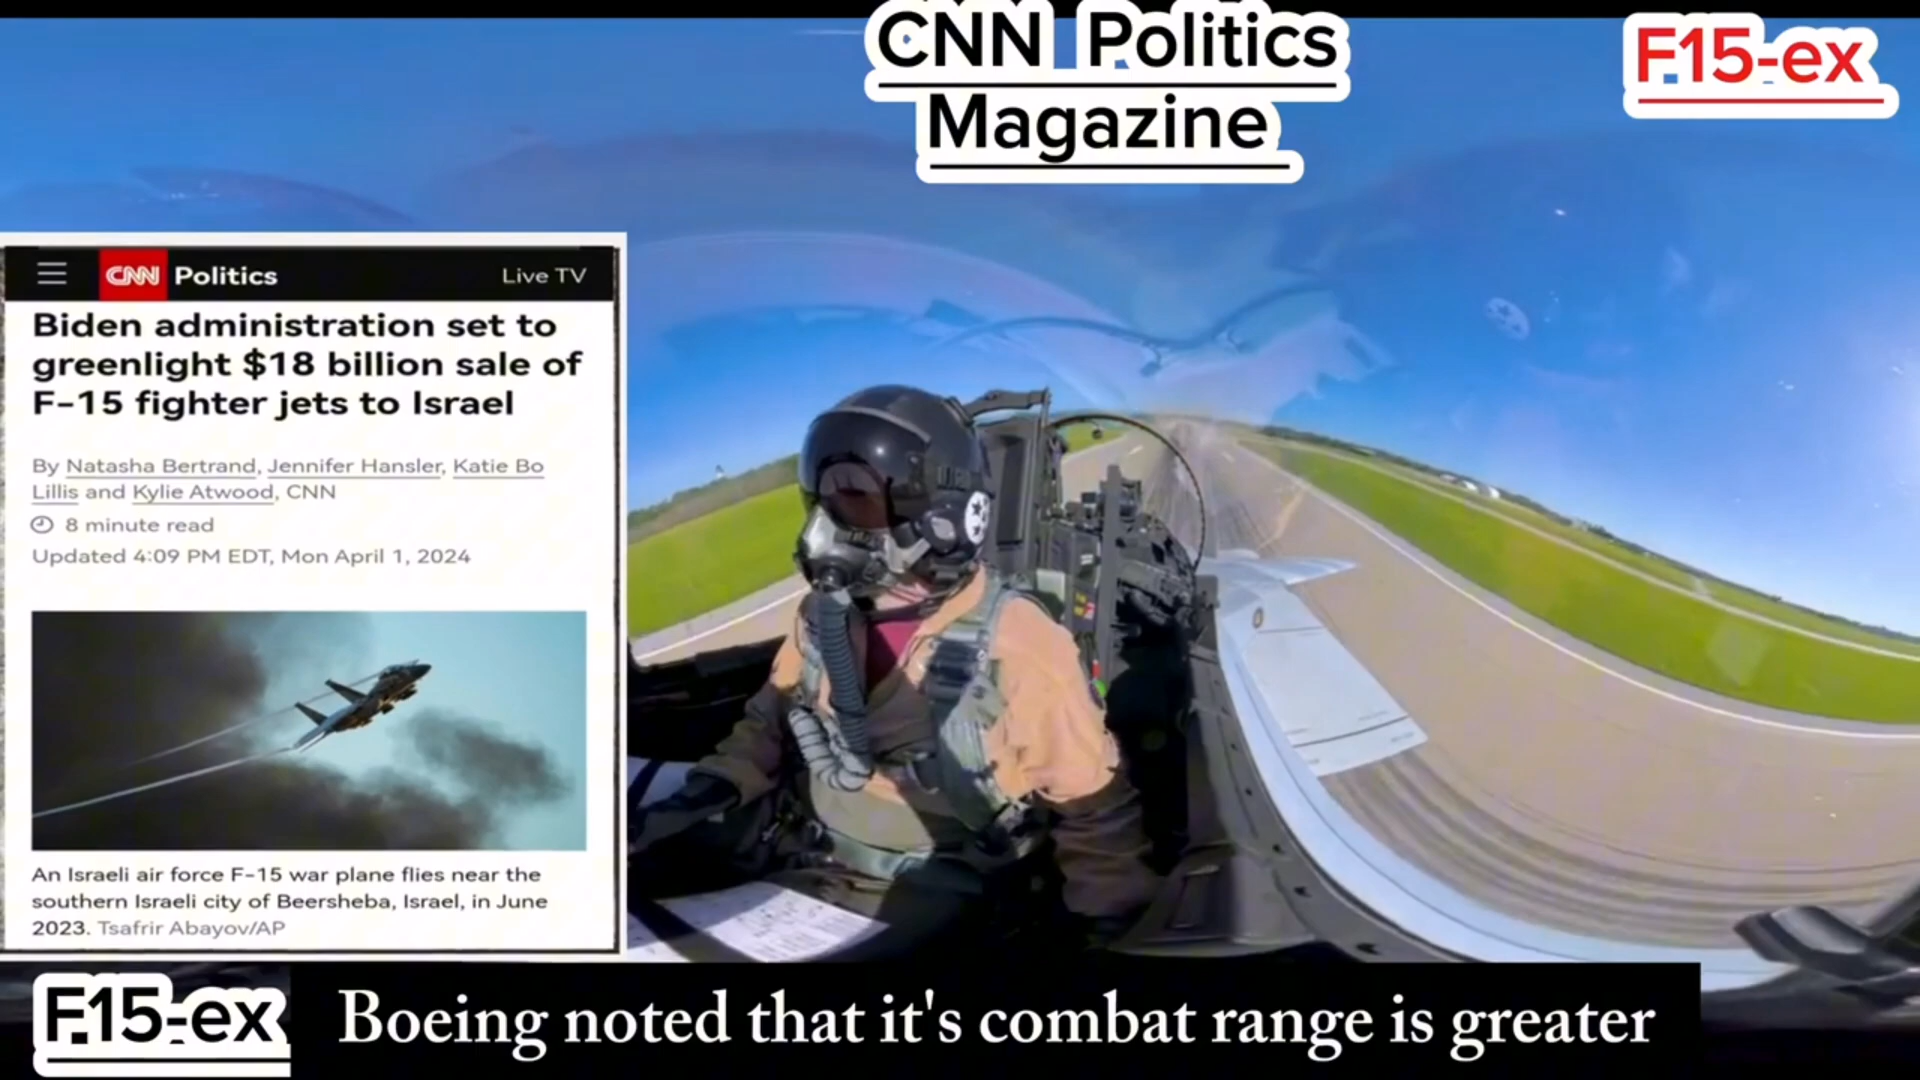 CNN Politics
Magazine
F.15-ex
CNN Politics
Live TV
Biden administration set to
greenlight $18 billion sale of
F-15 fighter jets to Israel
By Natasha Bertrand, Jennifer Hansler, Katie Bo
Lillis and Kylie Atwood, CNN
8 minute read
Updated 4:09 PM EDT, Mon April 1, 2024
An Israeli air force F-15 war plane flies near the
southern Israeli city of Beersheba, Israel, in June
2023. Tsafrir Abayov/AP
F.15-ex
Boeing noted that it's combat range is greater